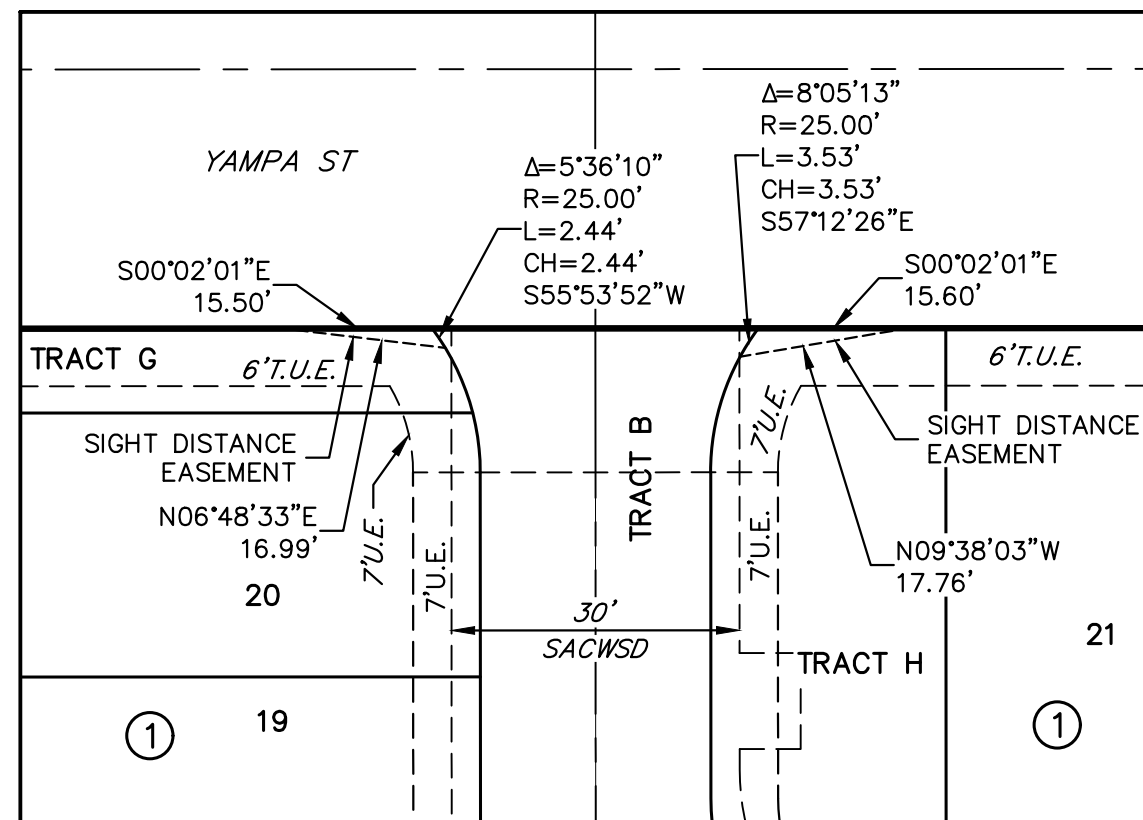 Δ=8°05'13"
R=25.00'
L=3.53'
CH=3.53'
S57°12'26"E
YAMPA ST
Δ=5°36'10"
R=25.00'
L=2.44'
CH=2.44'
S55°53'52"W
S00°02'01"E
15.50'
S00°02'01"E
15.60'
TRACT G
6'T.U.E.
6'T.U.E.
7'U.E.
SIGHT DISTANCE
EASEMENT
SIGHT DISTANCE
EASEMENT
TRACT B
N06°48'33"E
16.99'
7'U.E.
7'U.E.
7'U.E.
N09°38'03"W
17.76'
20
30'
SACWSD
21
TRACT H
19
1
1